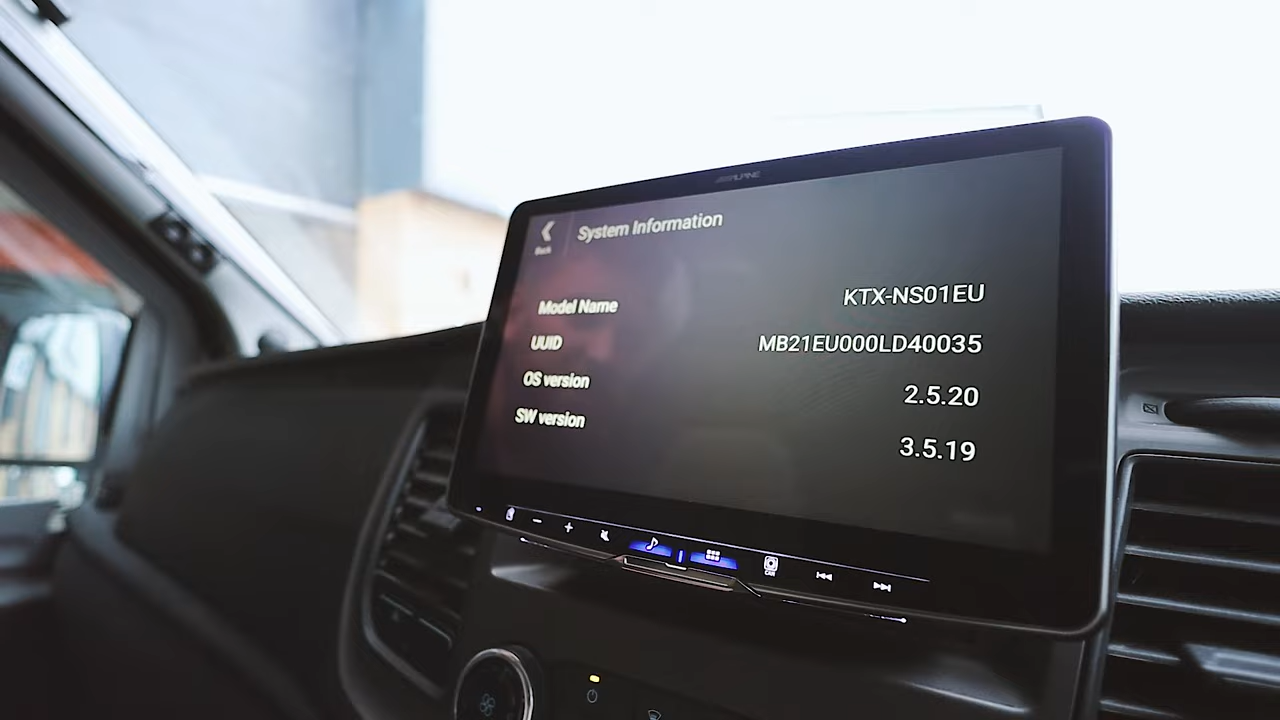 ALPINE
Back
System Information
Model Name KTX-NS01EU
UUID MB21EU000LD40035
OS version 2.5.20
SW version 3.5.19
CAM